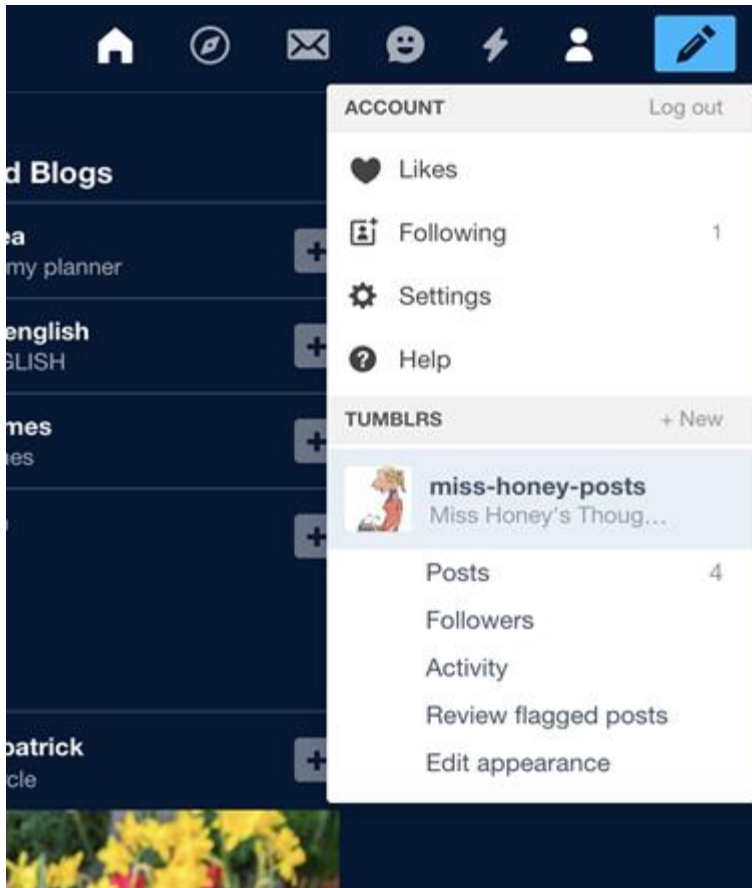 ACCOUNT Log out
Likes
Following 1
Settings
Help
TUMBLRS + New
miss-honey-posts
Miss Honey's Thoug...
Posts 4
Followers
Activity
Review flagged posts
Edit appearance
d Blogs
ea
my planner
english
GLISH
mes
nes
patrick
cle